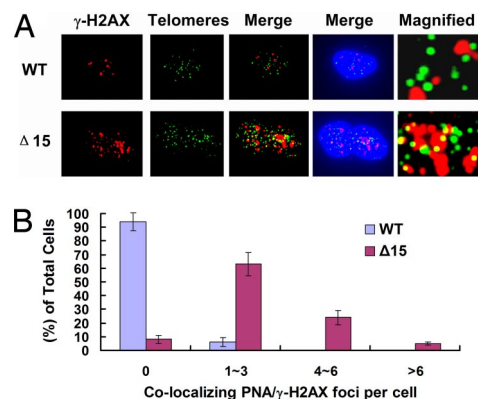 A
γ-H2AX Telomeres Merge Merge Magnified
WT
Δ 15
B
(%) of Total Cells
100
90
80
70
60
50
40
30
20
10
0
WT
Δ15
0 1~3 4~6 >6
Co-localizing PNA/γ-H2AX foci per cell